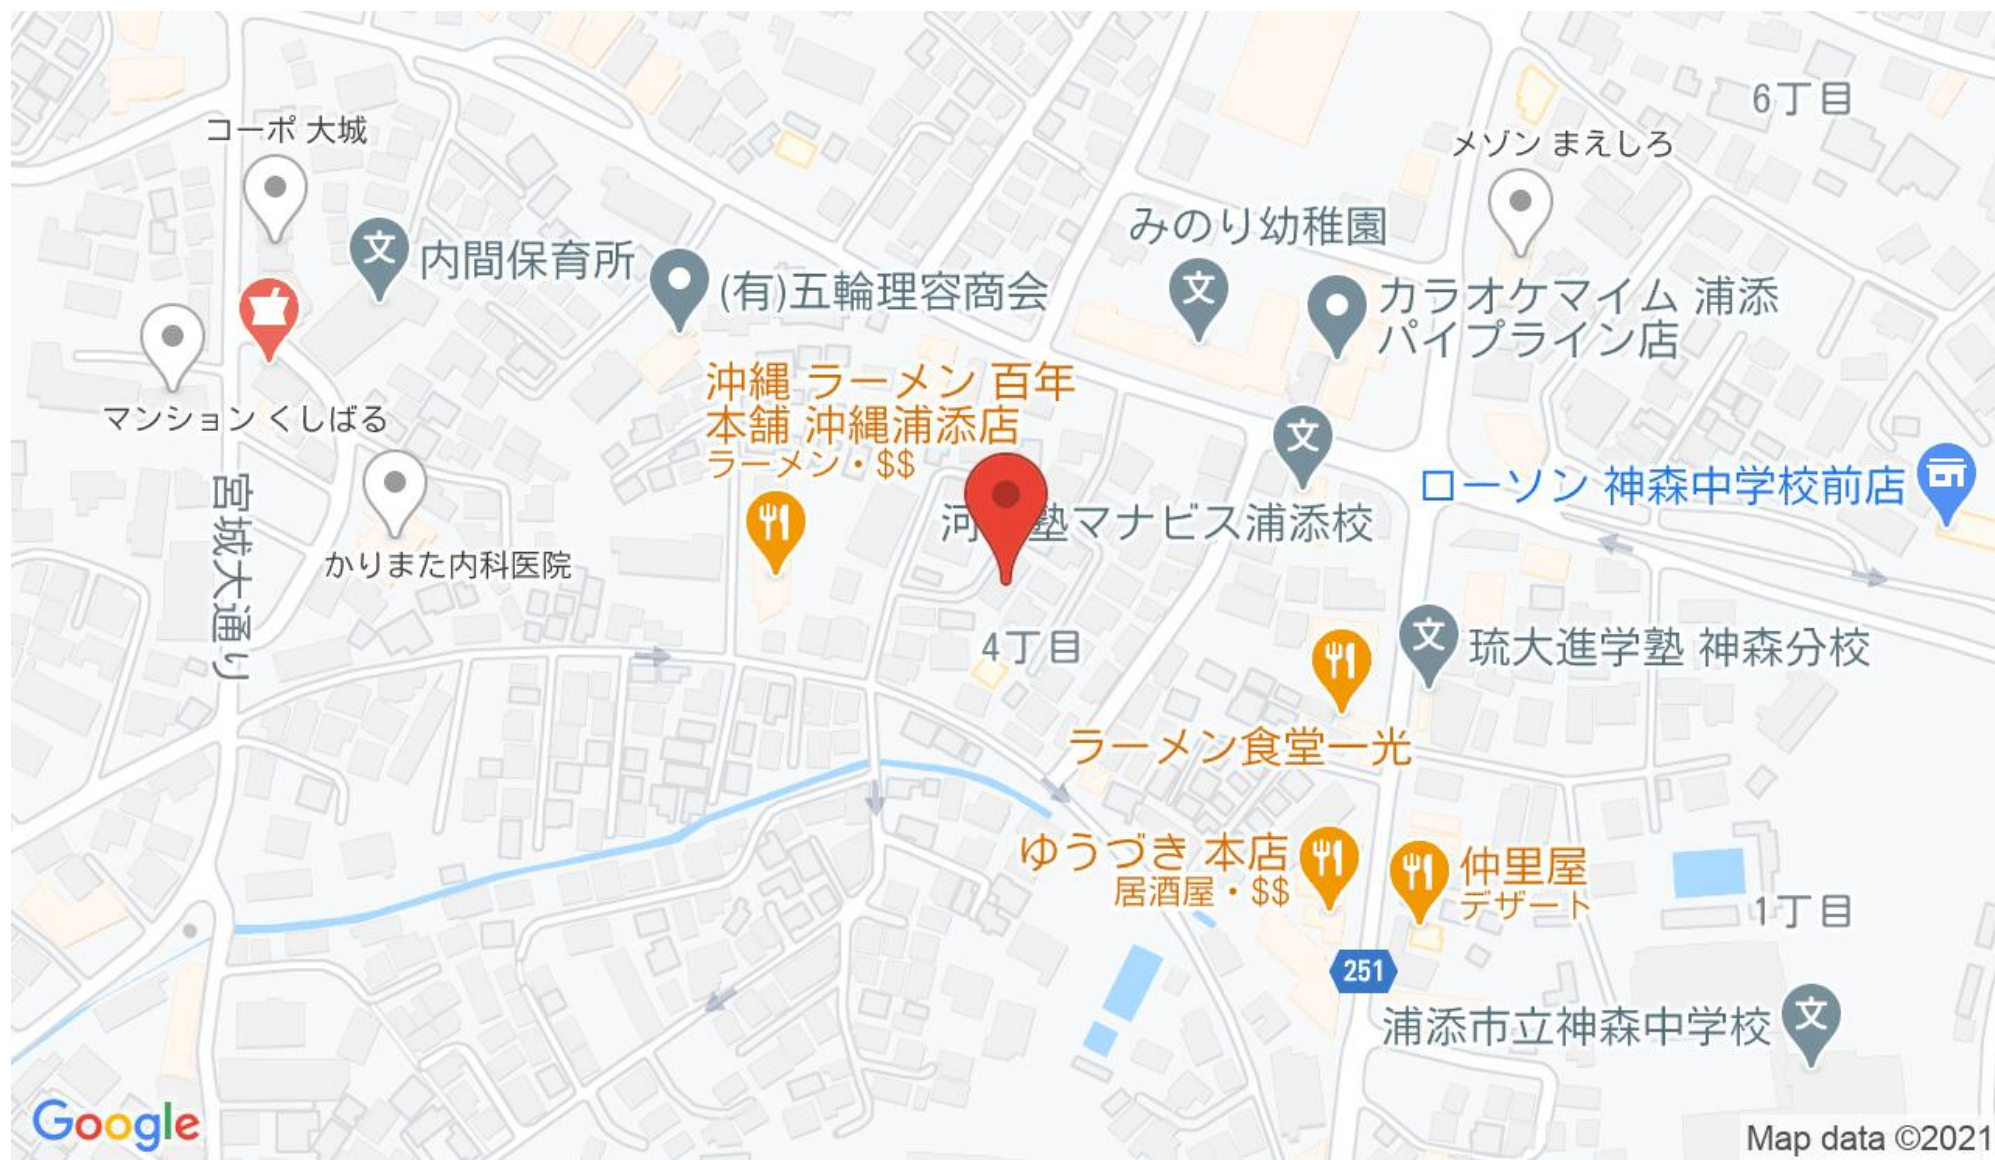 6丁目
コーポ 大城
メゾン まえしろ
みのり幼稚園
内間保育所
(有)五輪理容商会
カラオケマイム 浦添
パイプライン店
沖縄 ラーメン 百年
本舗 沖縄浦添店
ラーメン・$$
マンション くしばる
ローソン 神森中学校前店
宮城大通り
塾マナビス浦添校
かりまた内科医院
4丁目
琉大進学塾 神森分校
ラーメン食堂一光
ゆうづき 本店
居酒屋・$$
仲里屋
デザート
1丁目
251
浦添市立神森中学校
Google
Map data ©2021